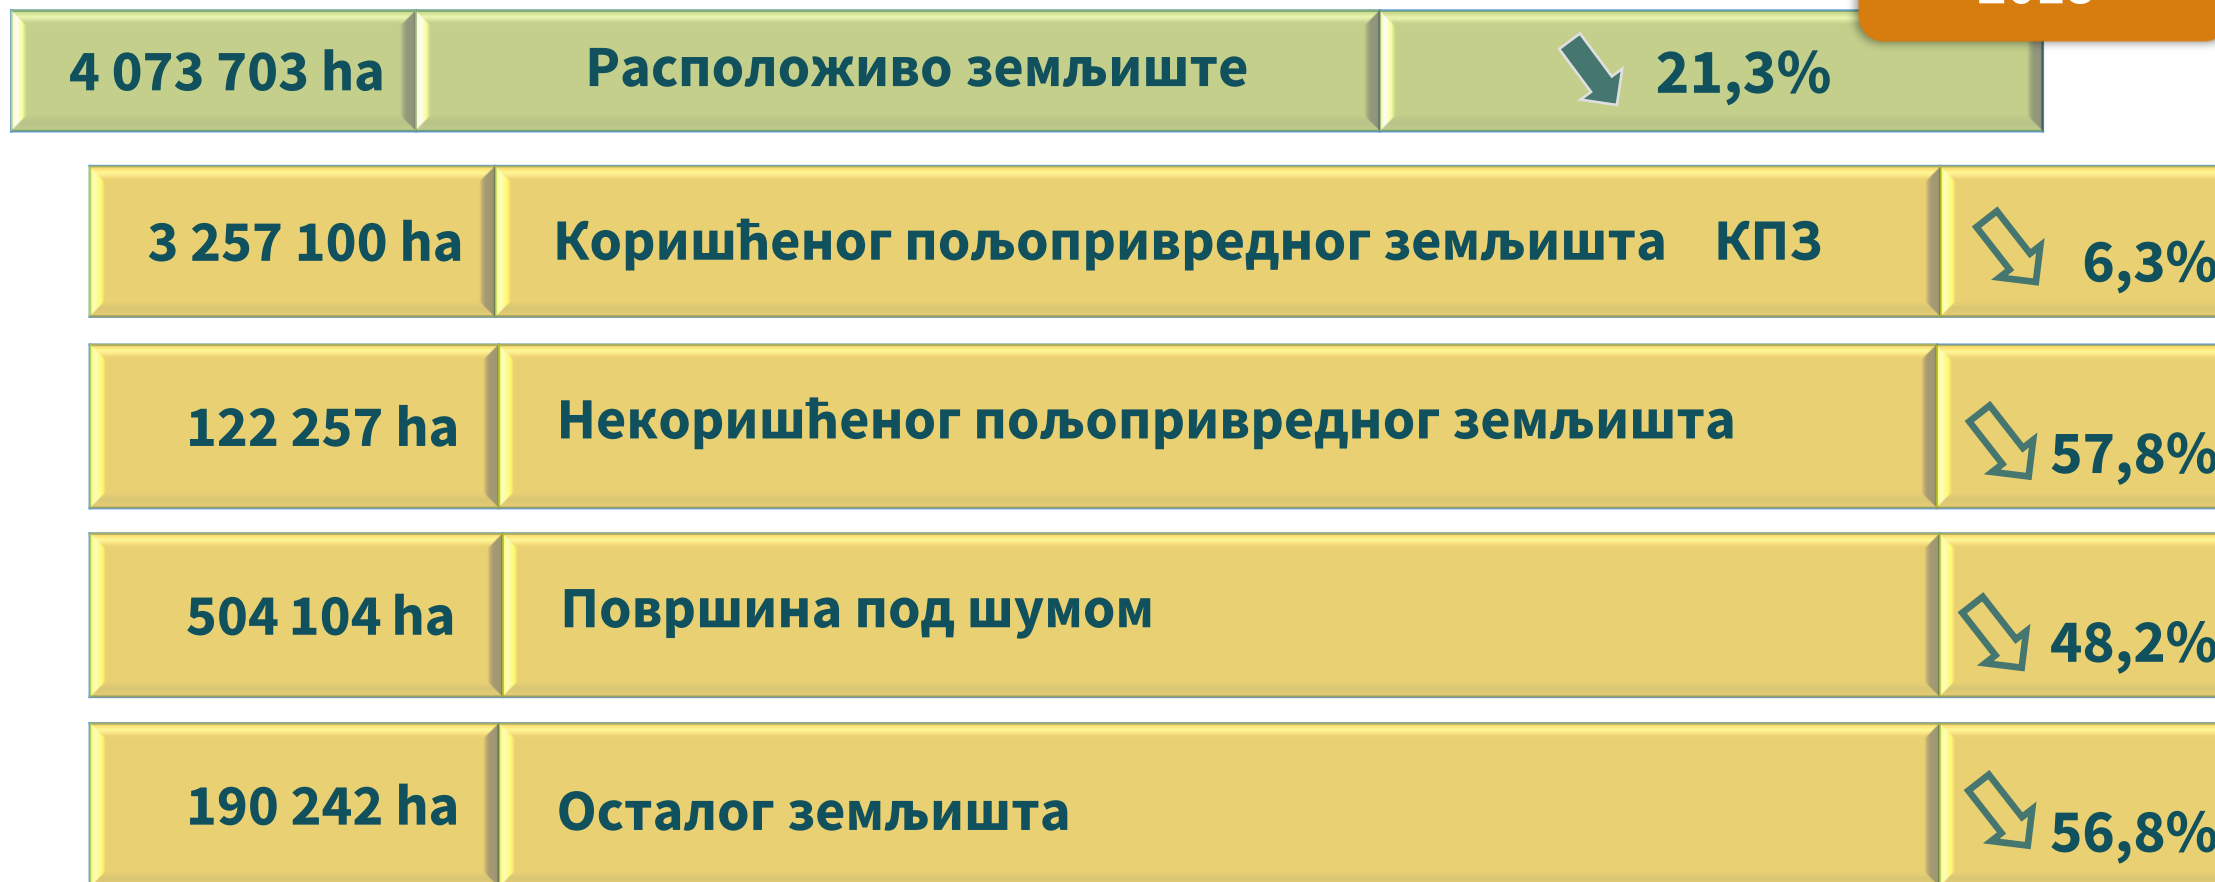 4 073 703 ha Расположиво земљиште 21,3%
3 257 100 ha Коришћеног пољопривредног земљишта КПЗ 6,3%
122 257 ha Некоришћеног пољопривредног земљишта 57,8%
504 104 ha Површина под шумом 48,2%
190 242 ha Осталог земљишта 56,8%